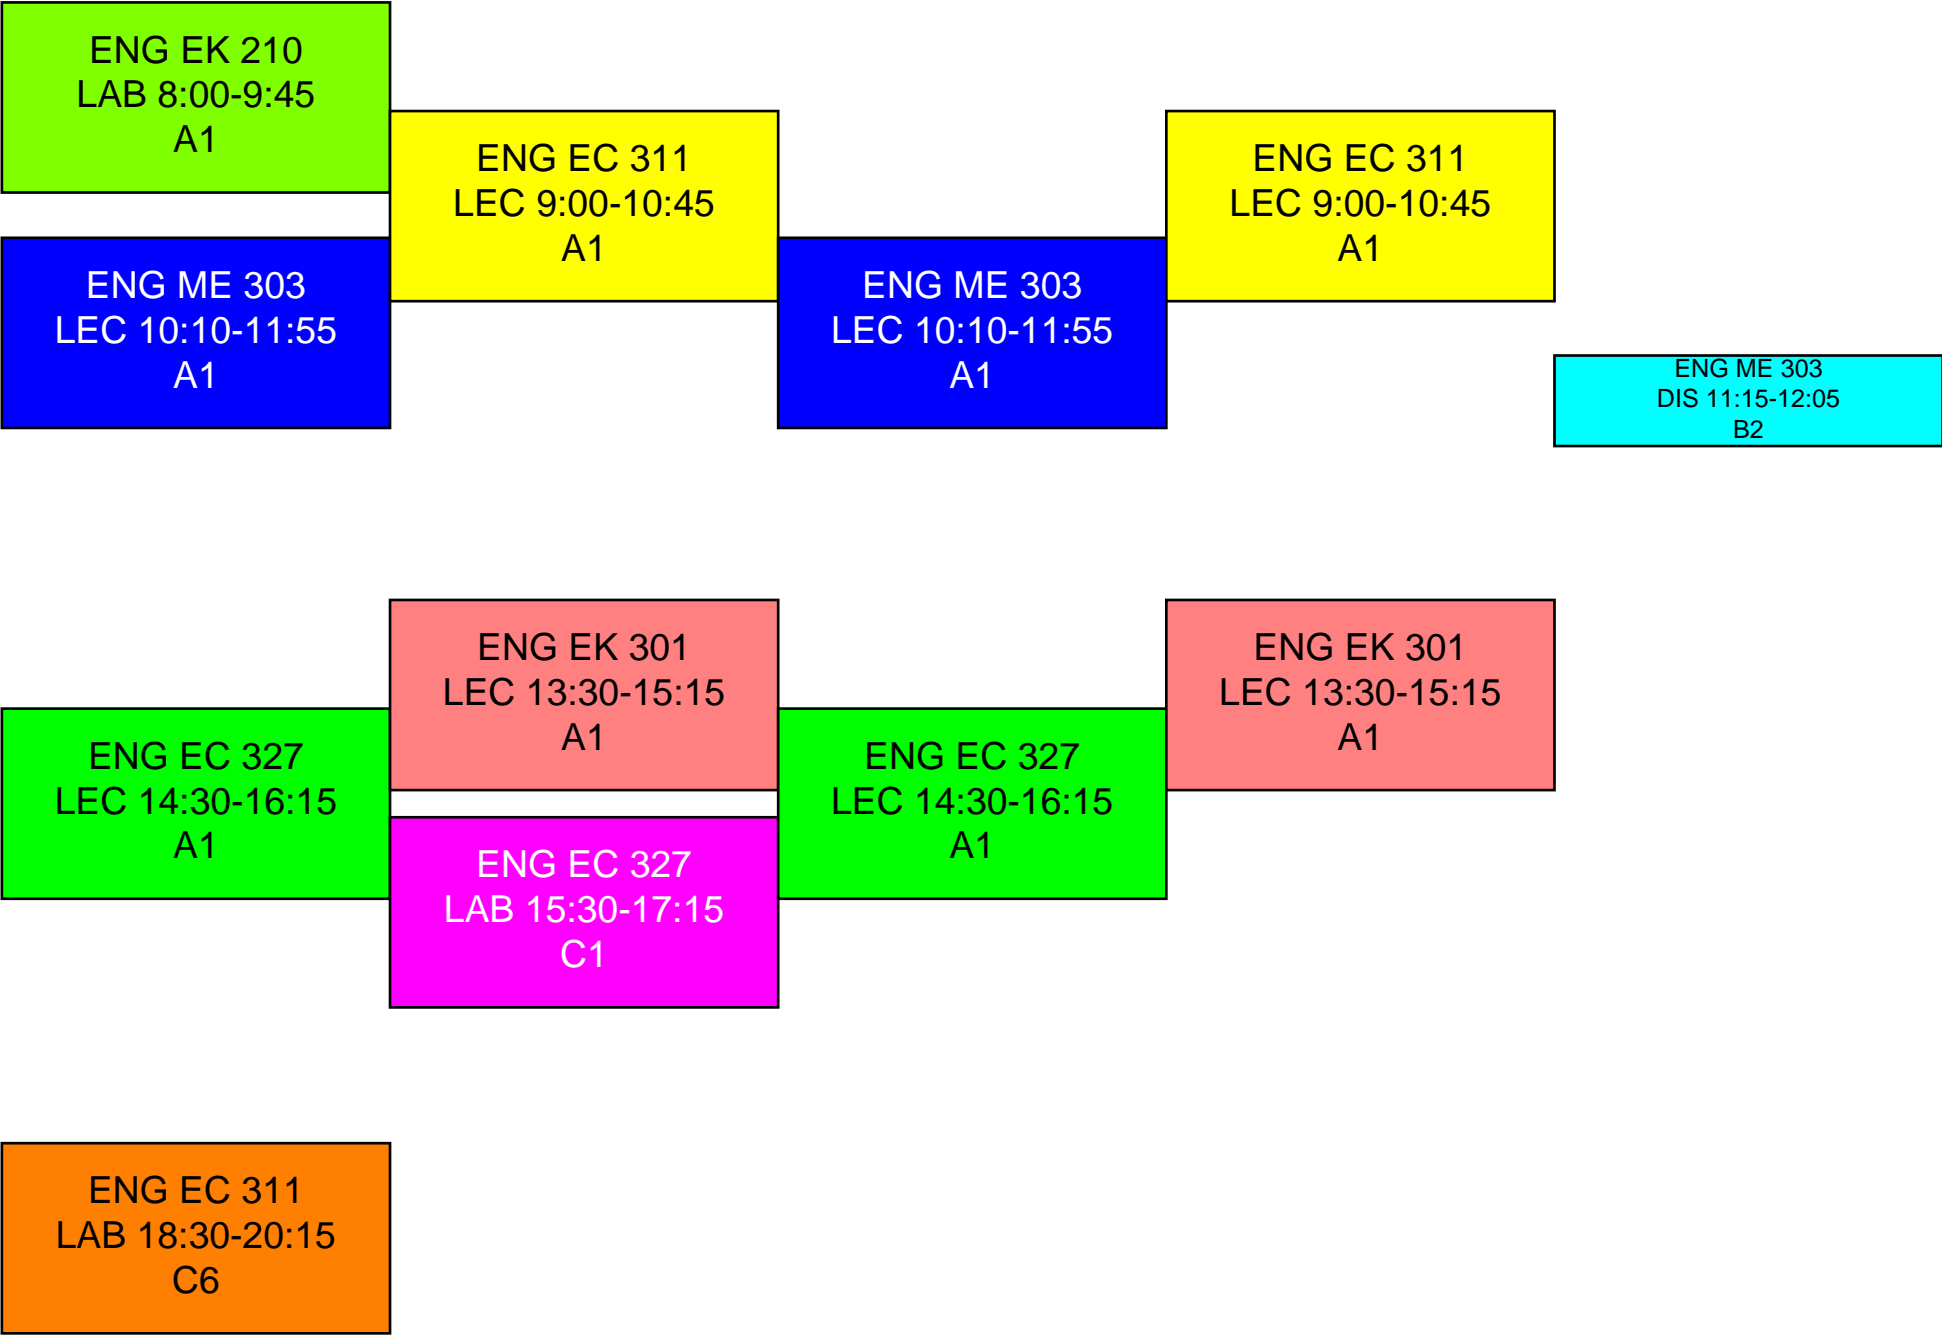 ENG EK 210
LAB 8:00-9:45
A1
ENG ME 303
LEC 10:10-11:55
A1
ENG EC 327
LEC 14:30-16:15
A1
ENG EC 311
LAB 18:30-20:15
C6
ENG EC 311
LEC 9:00-10:45
A1
ENG EK 301
LEC 13:30-15:15
A1
ENG EC 327
LAB 15:30-17:15
C1
ENG ME 303
LEC 10:10-11:55
A1
ENG EC 327
LEC 14:30-16:15
A1
ENG EC 311
LEC 9:00-10:45
A1
ENG EK 301
LEC 13:30-15:15
A1
ENG ME 303
DIS 11:15-12:05
B2